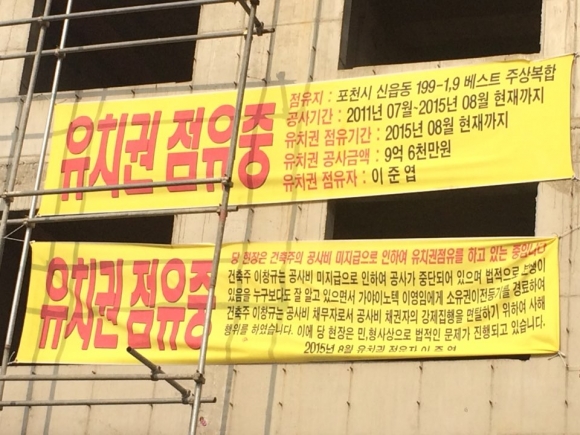 유치권 점유중
점유지 : 포천시 신읍동 199-1,9 베스트 주상복합
공사기간 : 2011년 07월~2015년 08월 현재까지
유치권 점유기간 : 2015년 08월 현재까지
유치권 공사금액 : 9억 6천만원
유치권 점유자 : 이 준 엽
유치권 점유중
당 현장은 건축주의 공사비 미지급으로 인하여 유치권점유를 하고 있는 중입니다
건축주 이창규는 공사비 미지급으로 인하여 공사가 중단되어 있으며 법적으로
있음을 누구보다도 잘 알고 있으면서 가야이노텍 이영임에게 소유권이전등기를 경료하여
건축주 이창규는 공사비 채무자로서 공사비 채권자의 강제집행을 면탈하기 위하여 사해
행위를 하였습니다. 이에 당 현장은 민,형사상으로 법적인 문제가 진행되고 있습니다.
2015년 8월 유치권 점유자 이 준 엽